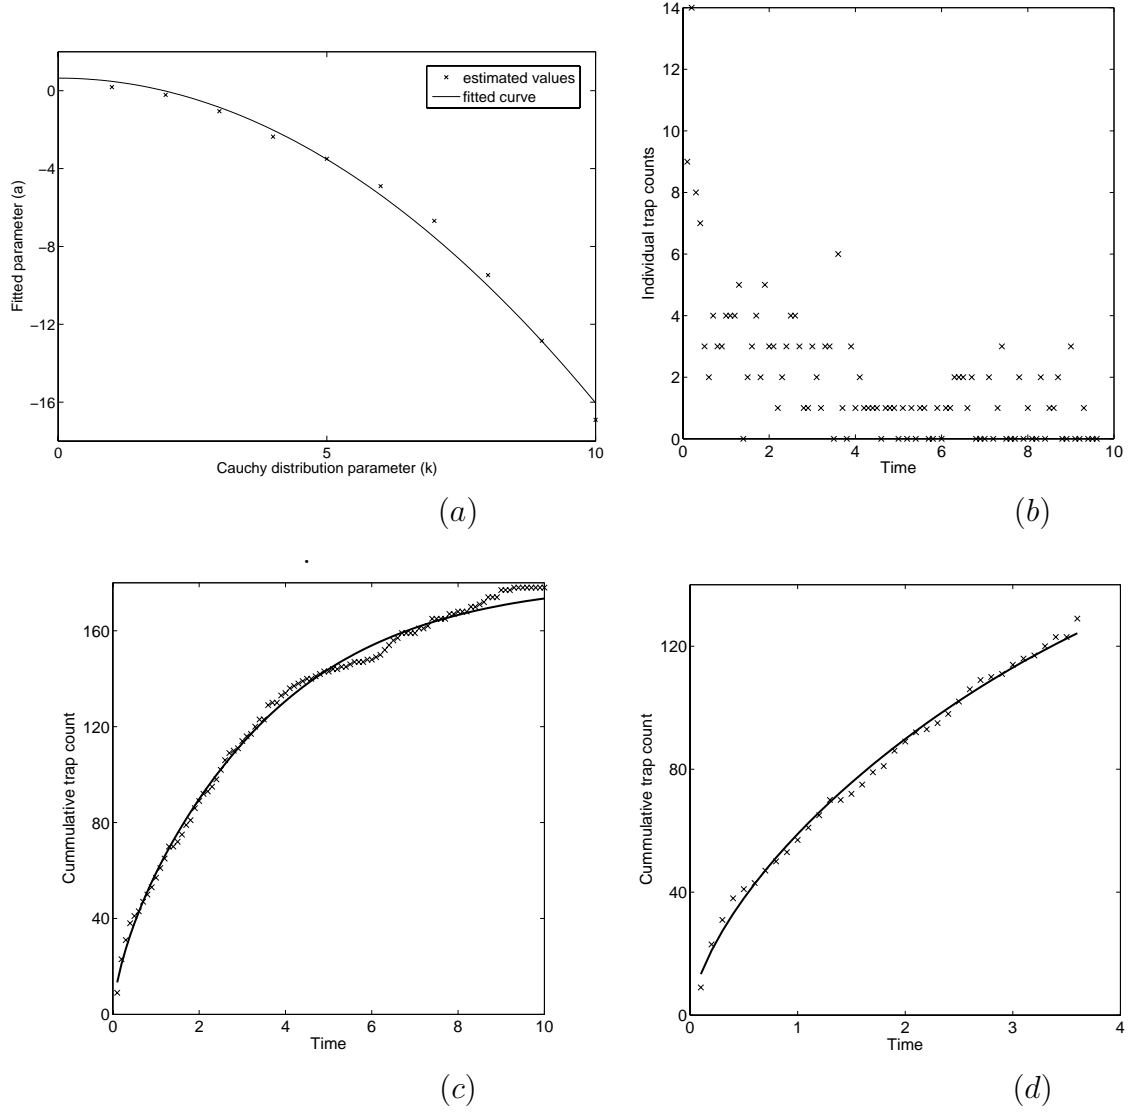 0
−4
−8
−12
−16
Fitted parameter (a)
× estimated values
fitted curve
0 5 10
Cauchy distribution parameter (k)
(a)
14
12
10
8
6
4
2
0
Individual trap counts
0 2 4 6 8 10
Time
(b)
160
120
80
40
0
Cummulative trap count
0 2 4 6 8 10
Time
(c)
120
80
40
0
Cummulative trap count
0 1 2 3 4
Time
(d)